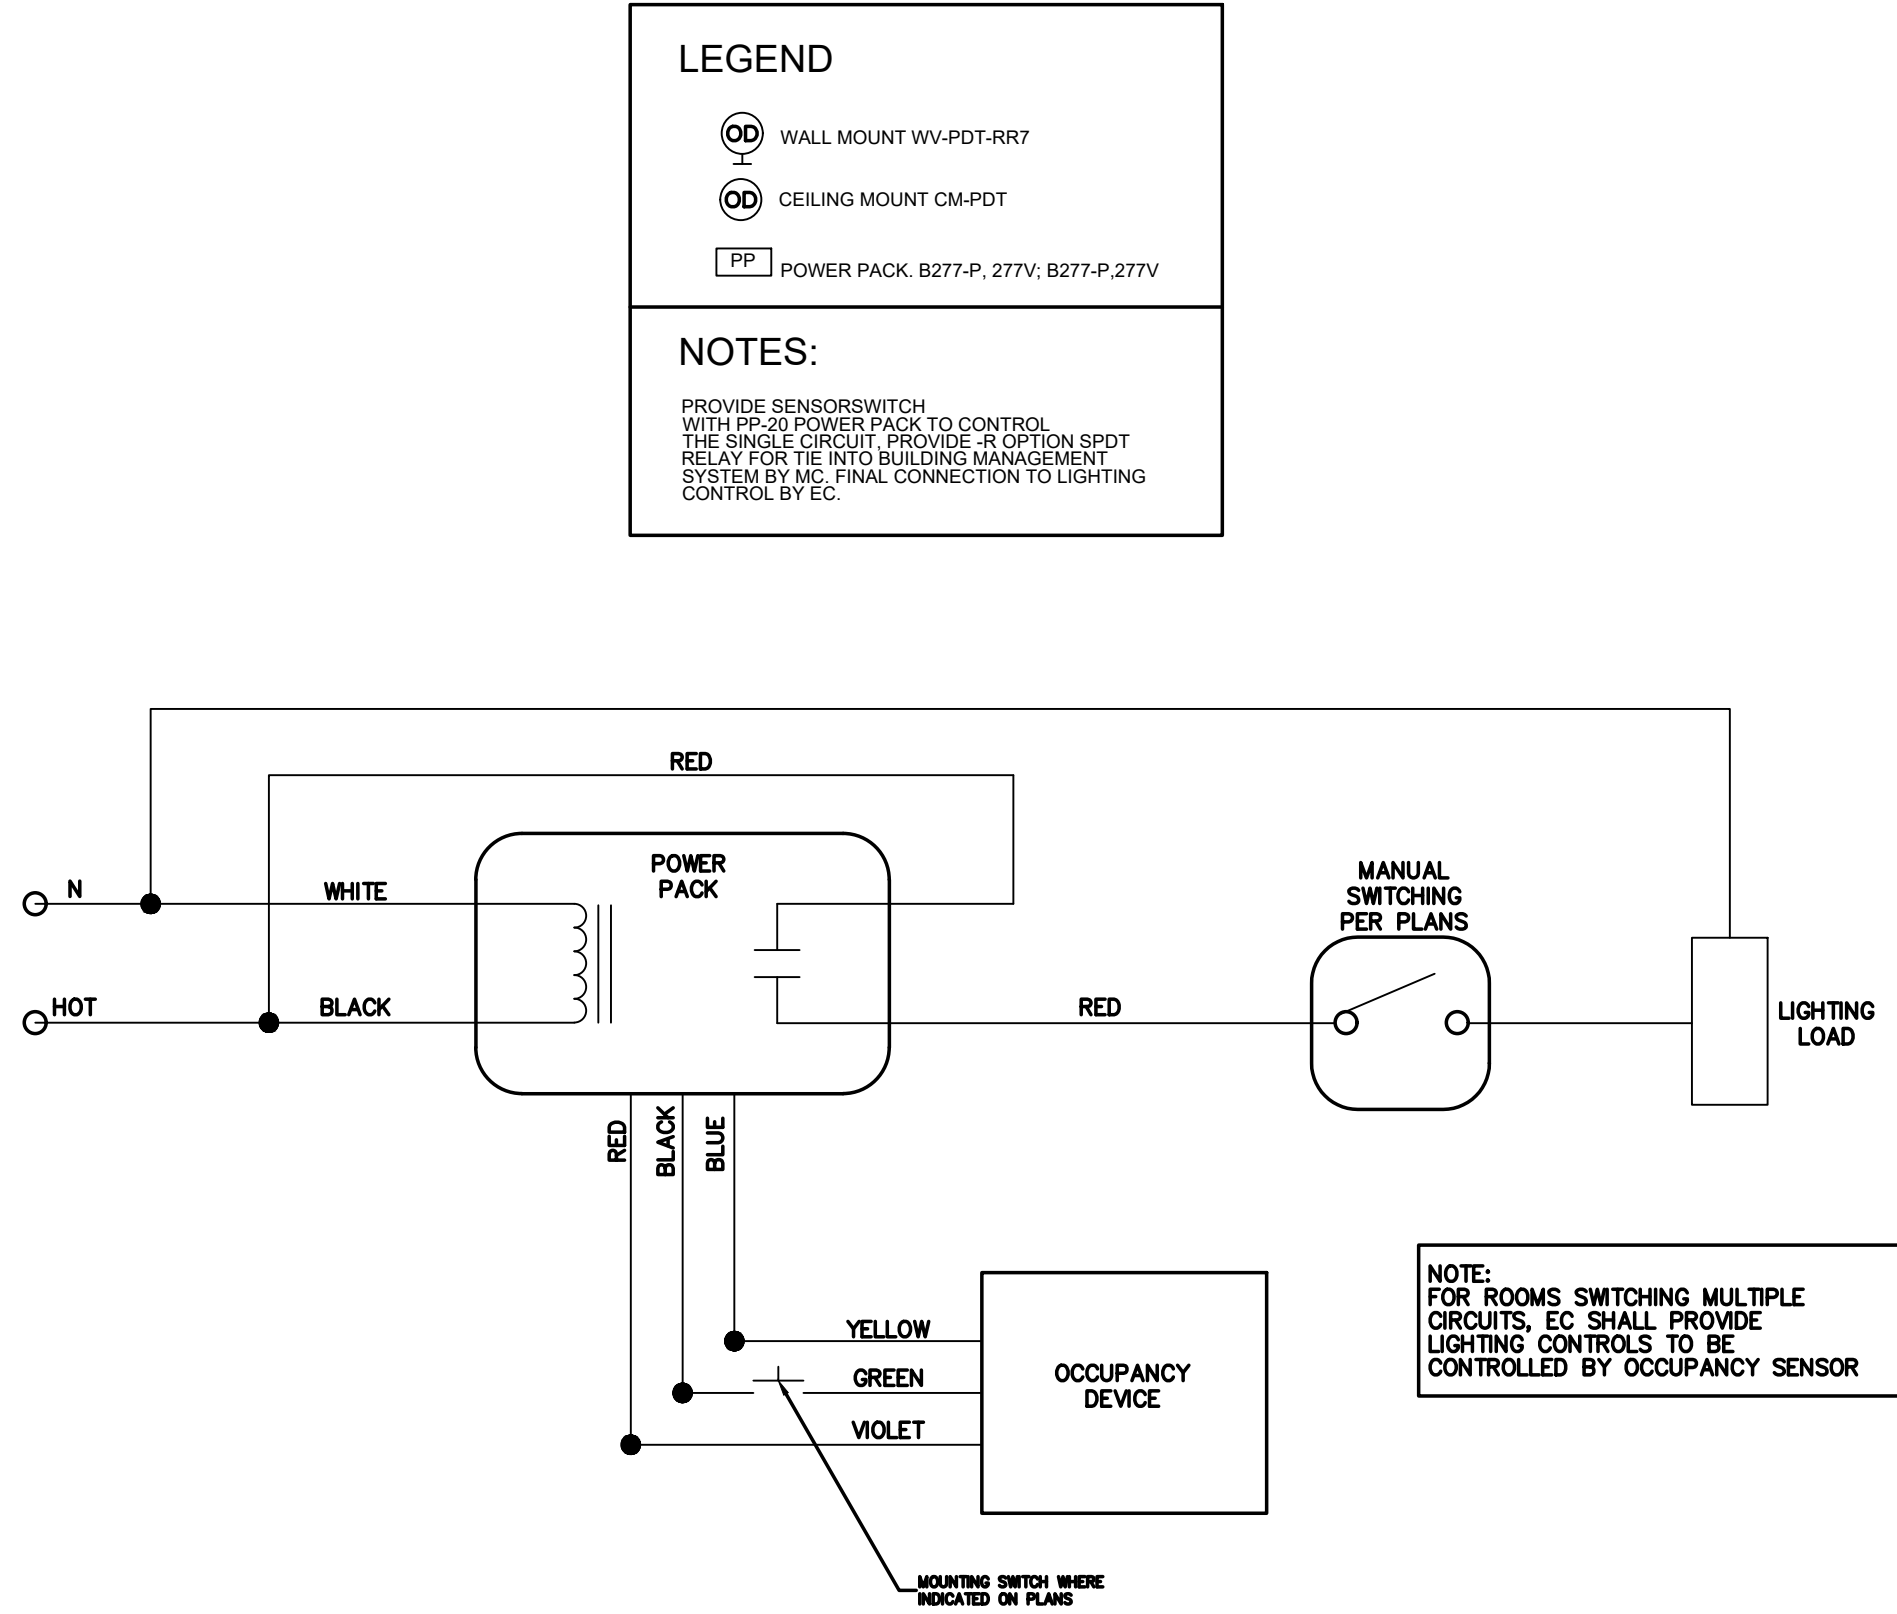 LEGEND
OD
WALL MOUNT WV-PDT-RR7
OD
CEILING MOUNT CM-PDT
PP
POWER PACK. B277-P, 277V; B277-P,277V
NOTES:
PROVIDE SENSORSWITCH
WITH PP-20 POWER PACK TO CONTROL
THE SINGLE CIRCUIT, PROVIDE -R OPTION SPDT
RELAY FOR TIE INTO BUILDING MANAGEMENT
SYSTEM BY MC. FINAL CONNECTION TO LIGHTING
CONTROL BY EC.
RED
POWER
PACK
N
WHITE
HOT
BLACK
MANUAL
SWITCHING
PER PLANS
RED
LIGHTING
LOAD
RED
BLACK
BLUE
YELLOW
GREEN
VIOLET
OCCUPANCY
DEVICE
MOUNTING SWITCH WHERE
INDICATED ON PLANS
NOTE:
FOR ROOMS SWITCHING MULTIPLE
CIRCUITS, EC SHALL PROVIDE
LIGHTING CONTROLS TO BE
CONTROLLED BY OCCUPANCY SENSOR